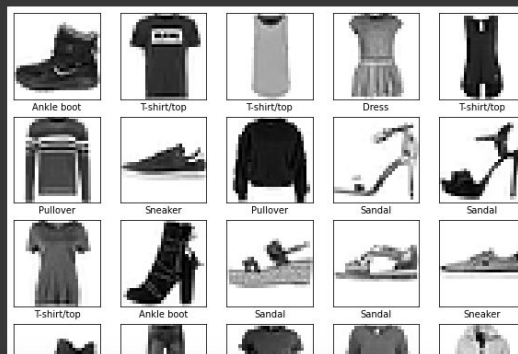 Ankle boot T-shirt/top T-shirt/top Dress T-shirt/top
Pullover Sneaker Pullover Sandal Sandal
T-shirt/top Ankle boot Sandal Sandal Sneaker